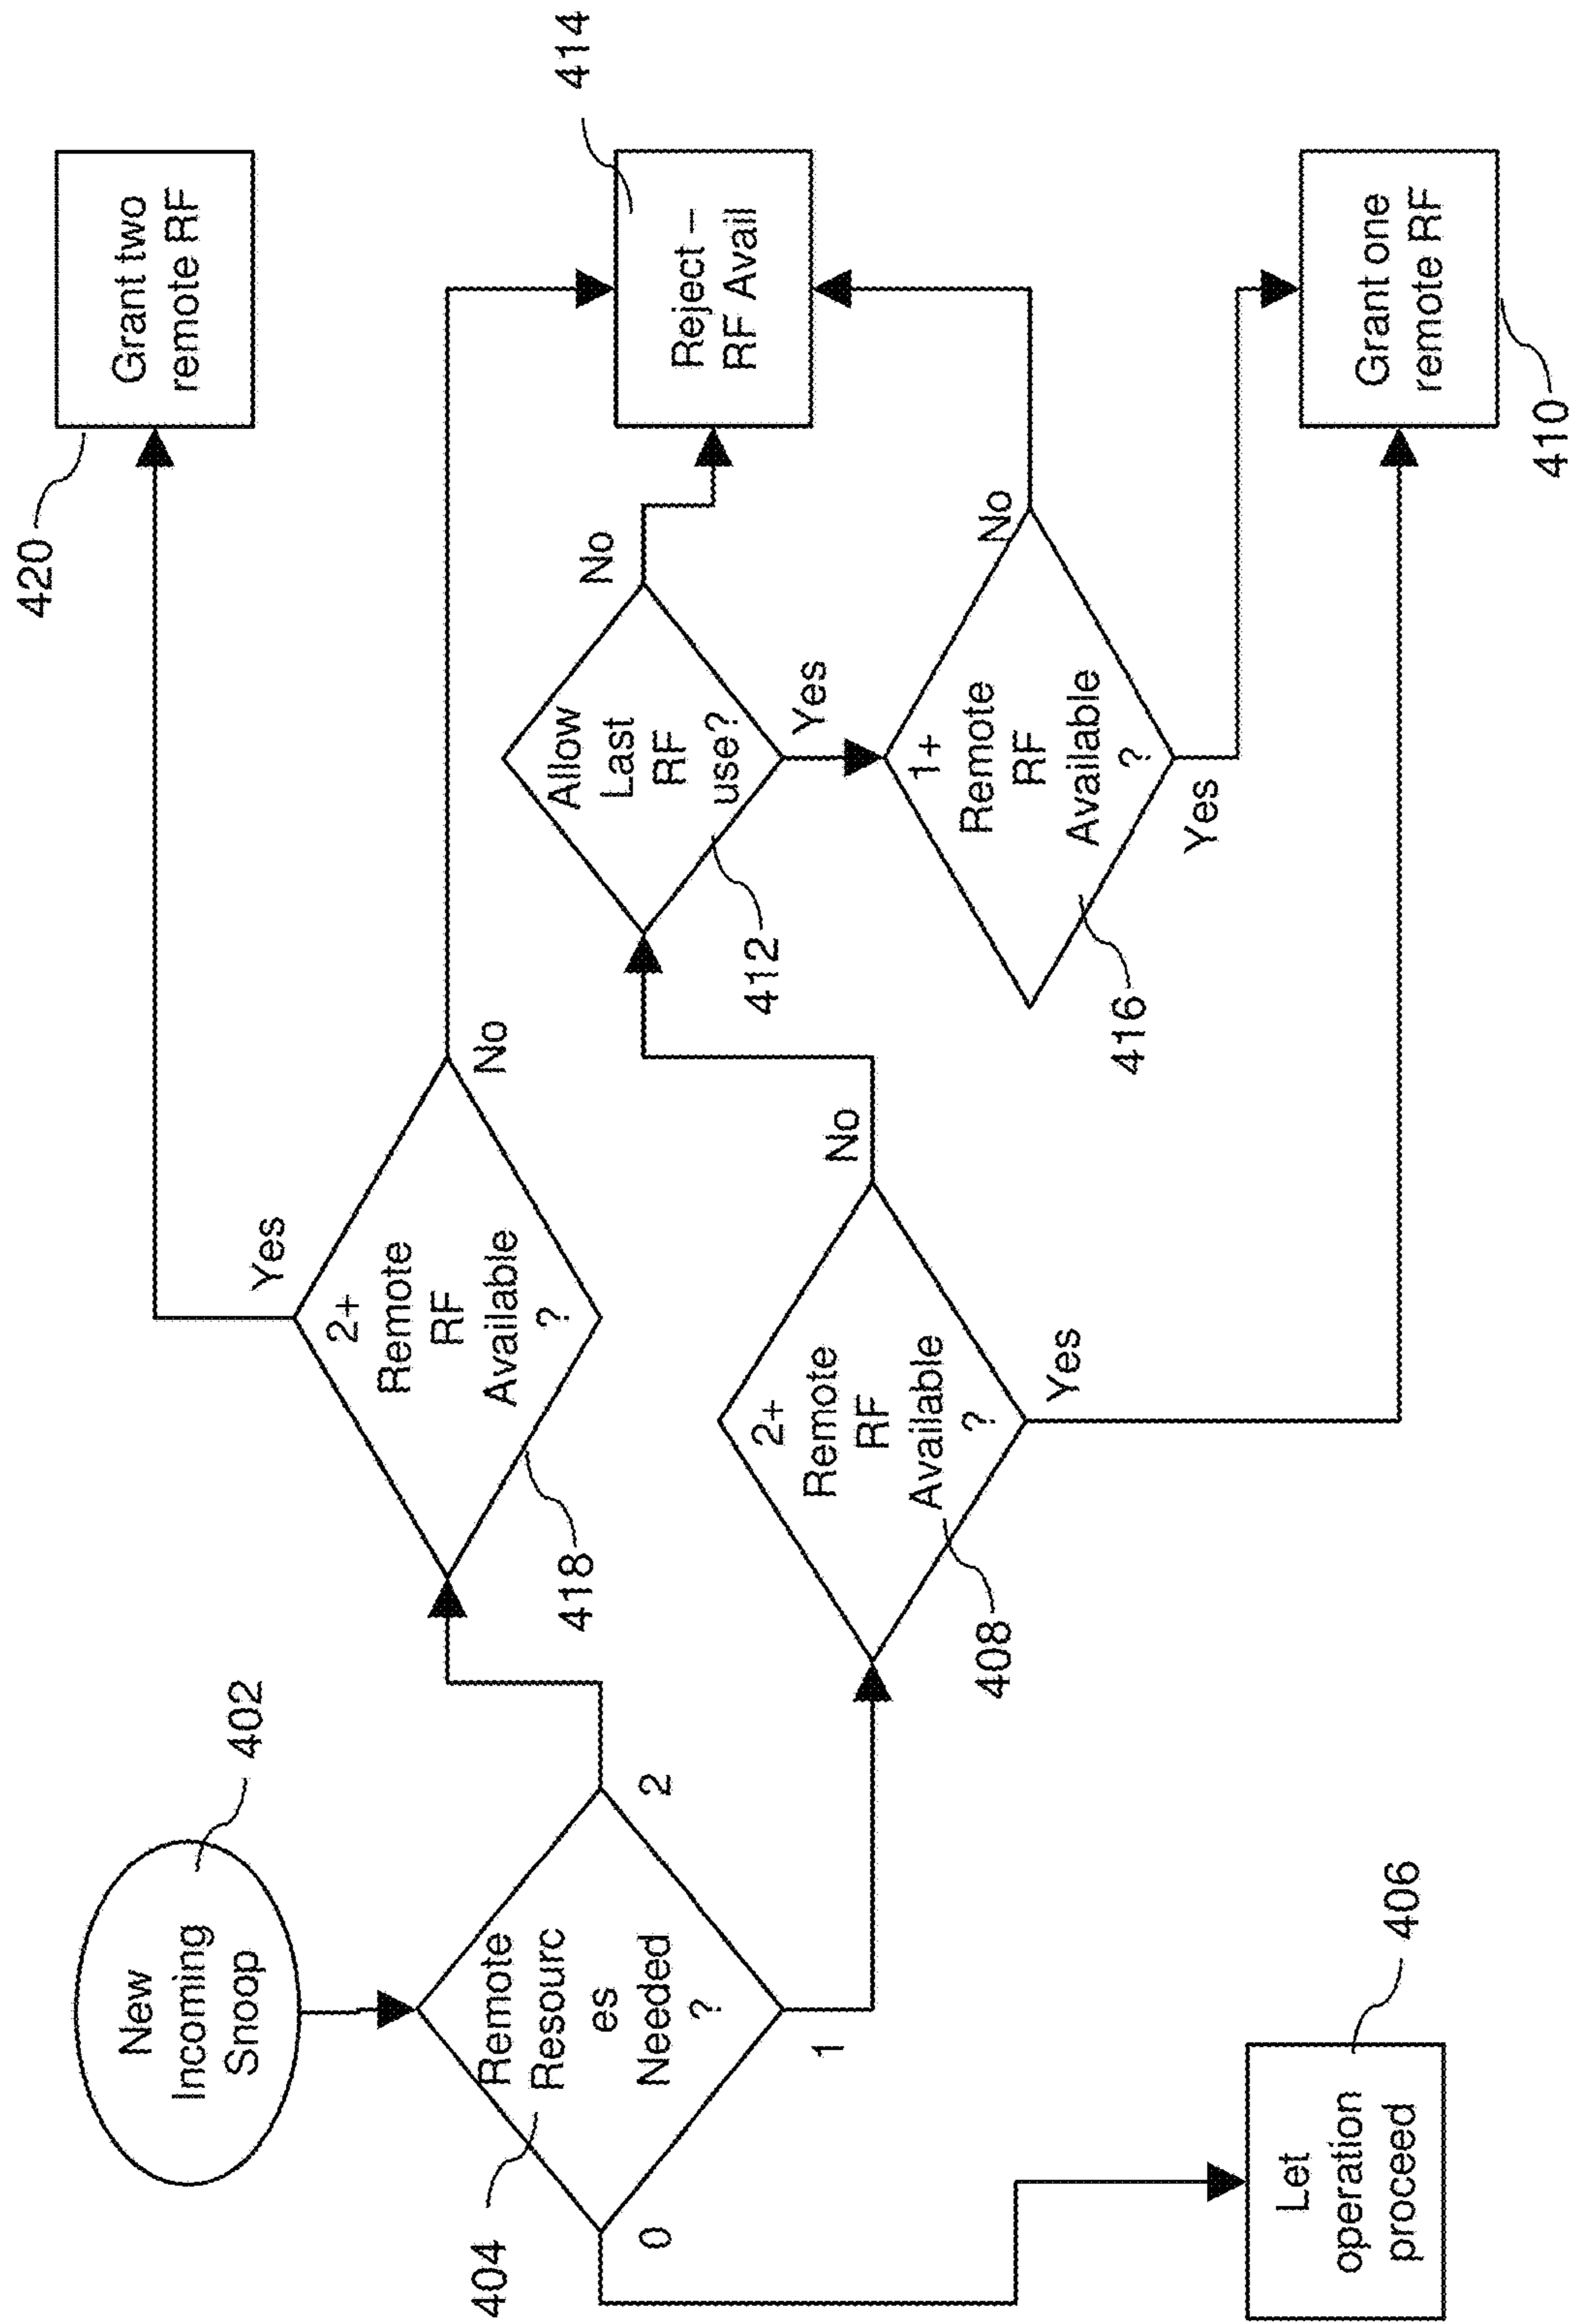 New
Incoming
Snoop
402
Remote
Resourc
es
Needed
?
404
0
1
2
Let
operation
proceed
406
2+
Remote
RF
Available
?
418
Yes
No
2+
Remote
RF
Available
?
408
No
Yes
Allow
Last
RF
use?
412
No
Yes
1+
Remote
RF
Available
?
416
No
Yes
Grant two
remote RF
420
Reject –
RF Avail
414
Grant one
remote RF
410